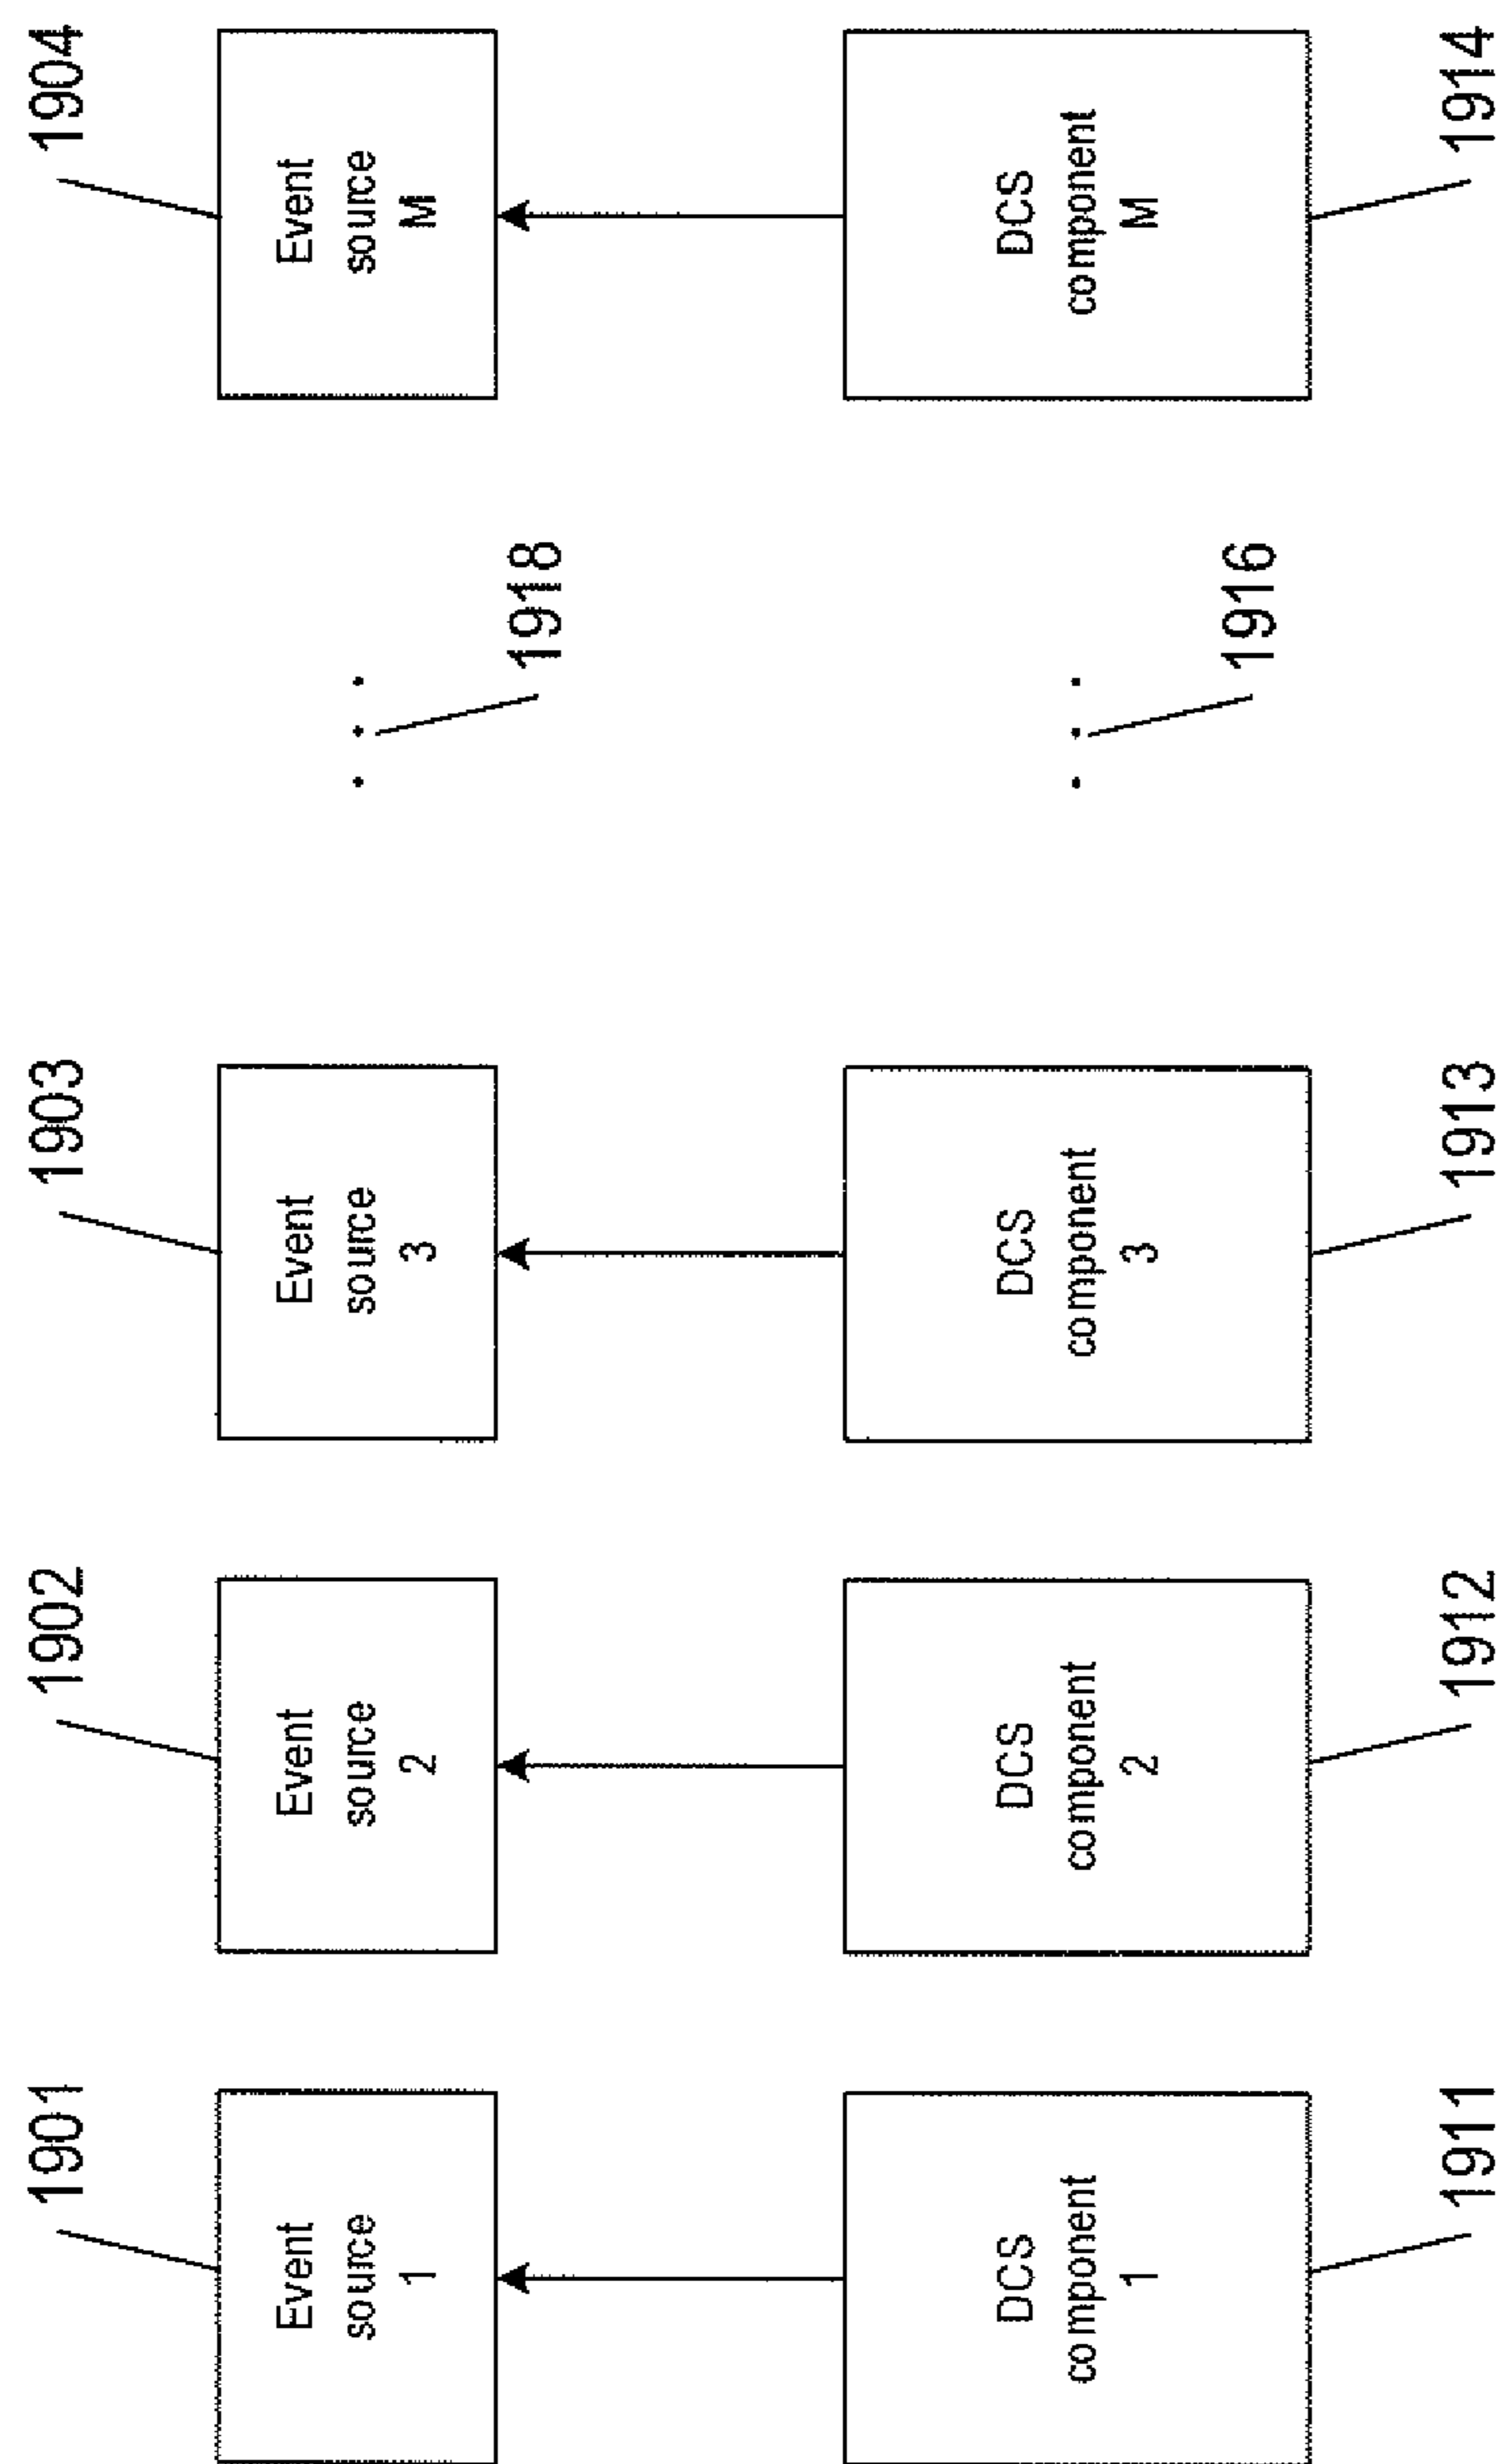 1901
1902
1903
1904
Event
source
1
Event
source
2
Event
source
3
. . .
Event
source
M
1918
DCS
component
1
DCS
component
2
DCS
component
3
. . .
DCS
component
M
1916
1911
1912
1913
1914